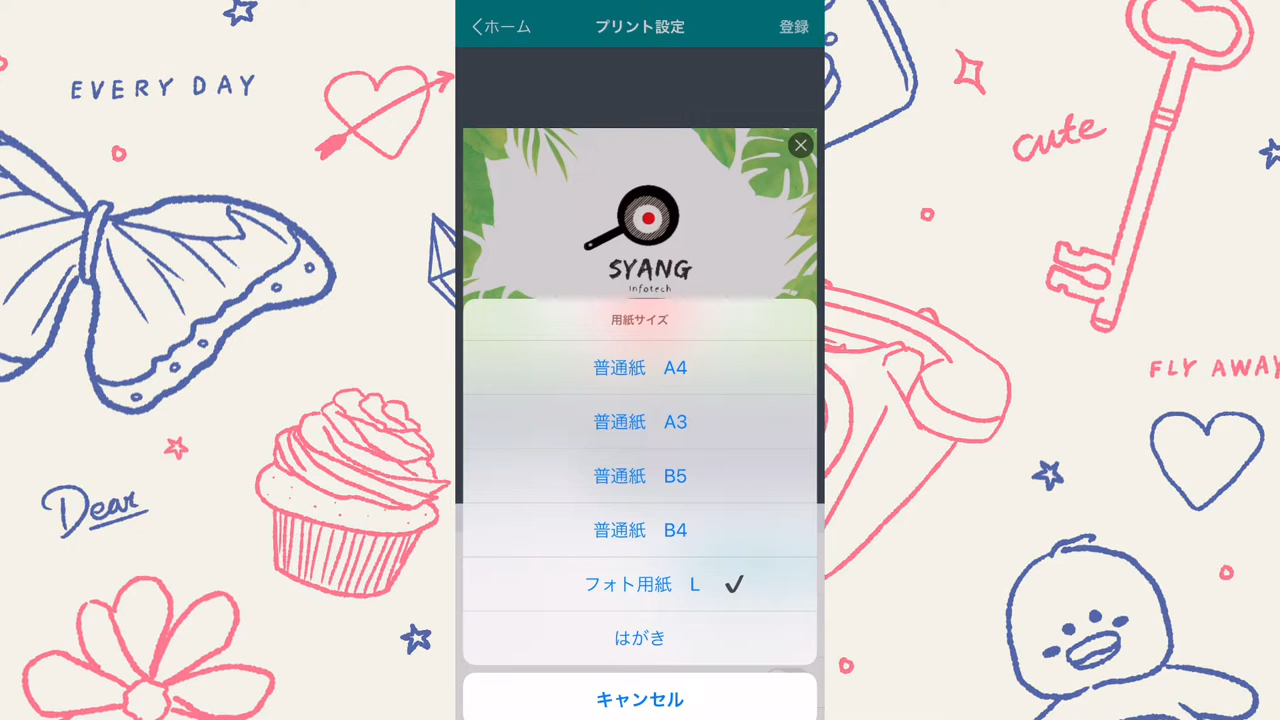 EVERY DAY
cute
FLY AWAY
Dear
ホーム
プリント設定
登録
SYANG
Infotech
用紙サイズ
普通紙 A4
普通紙 A3
普通紙 B5
普通紙 B4
フォト用紙 L
はがき
キャンセル